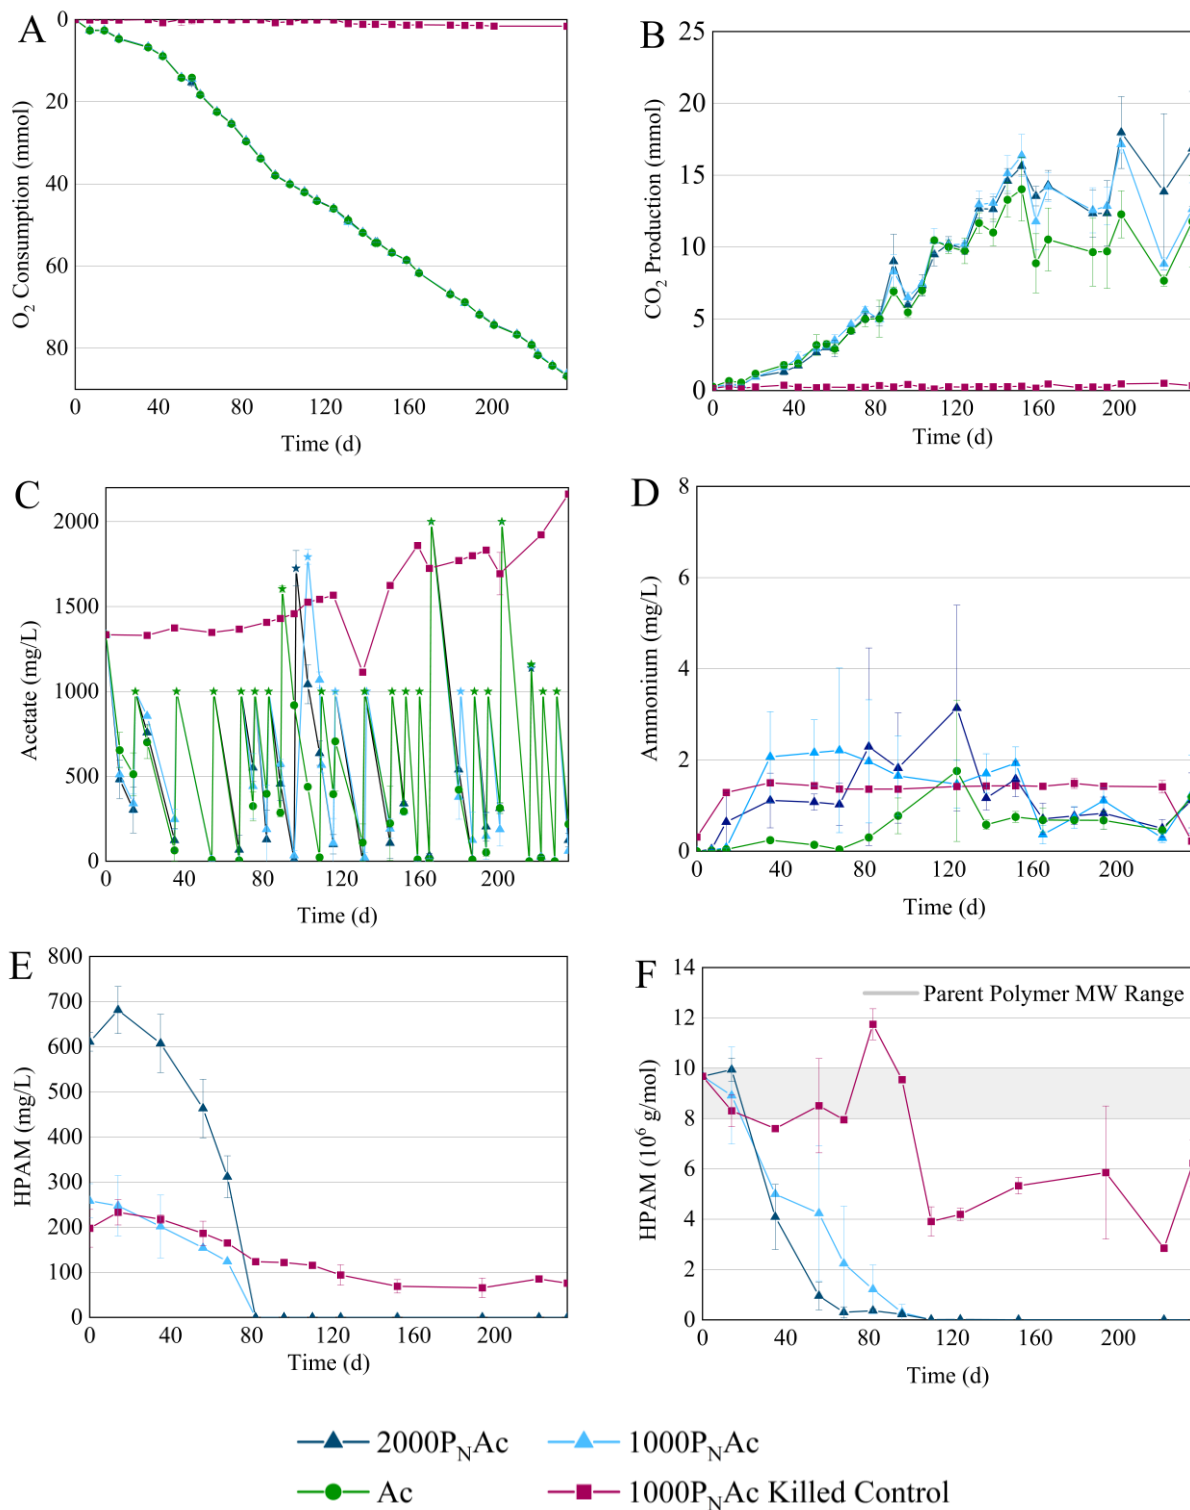 A
0
20
40
60
80
O₂ Consumption (mmol)
0 40 80 120 160 200
Time (d)
B
25
20
15
10
5
0
CO₂ Production (mmol)
0 40 80 120 160 200
Time (d)
C
2000
1500
1000
500
0
Acetate (mg/L)
0 40 80 120 160 200
Time (d)
D
8
6
4
2
0
Ammonium (mg/L)
0 40 80 120 160 200
Time (d)
E
800
700
600
500
400
300
200
100
0
HPAM (mg/L)
0 40 80 120 160 200
Time (d)
F
14
12
10
8
6
4
2
0
HPAM (10⁶ g/mol)
Parent Polymer MW Range
0 40 80 120 160 200
Time (d)
2000P_NAc 1000P_NAc
Ac 1000P_NAc Killed Control